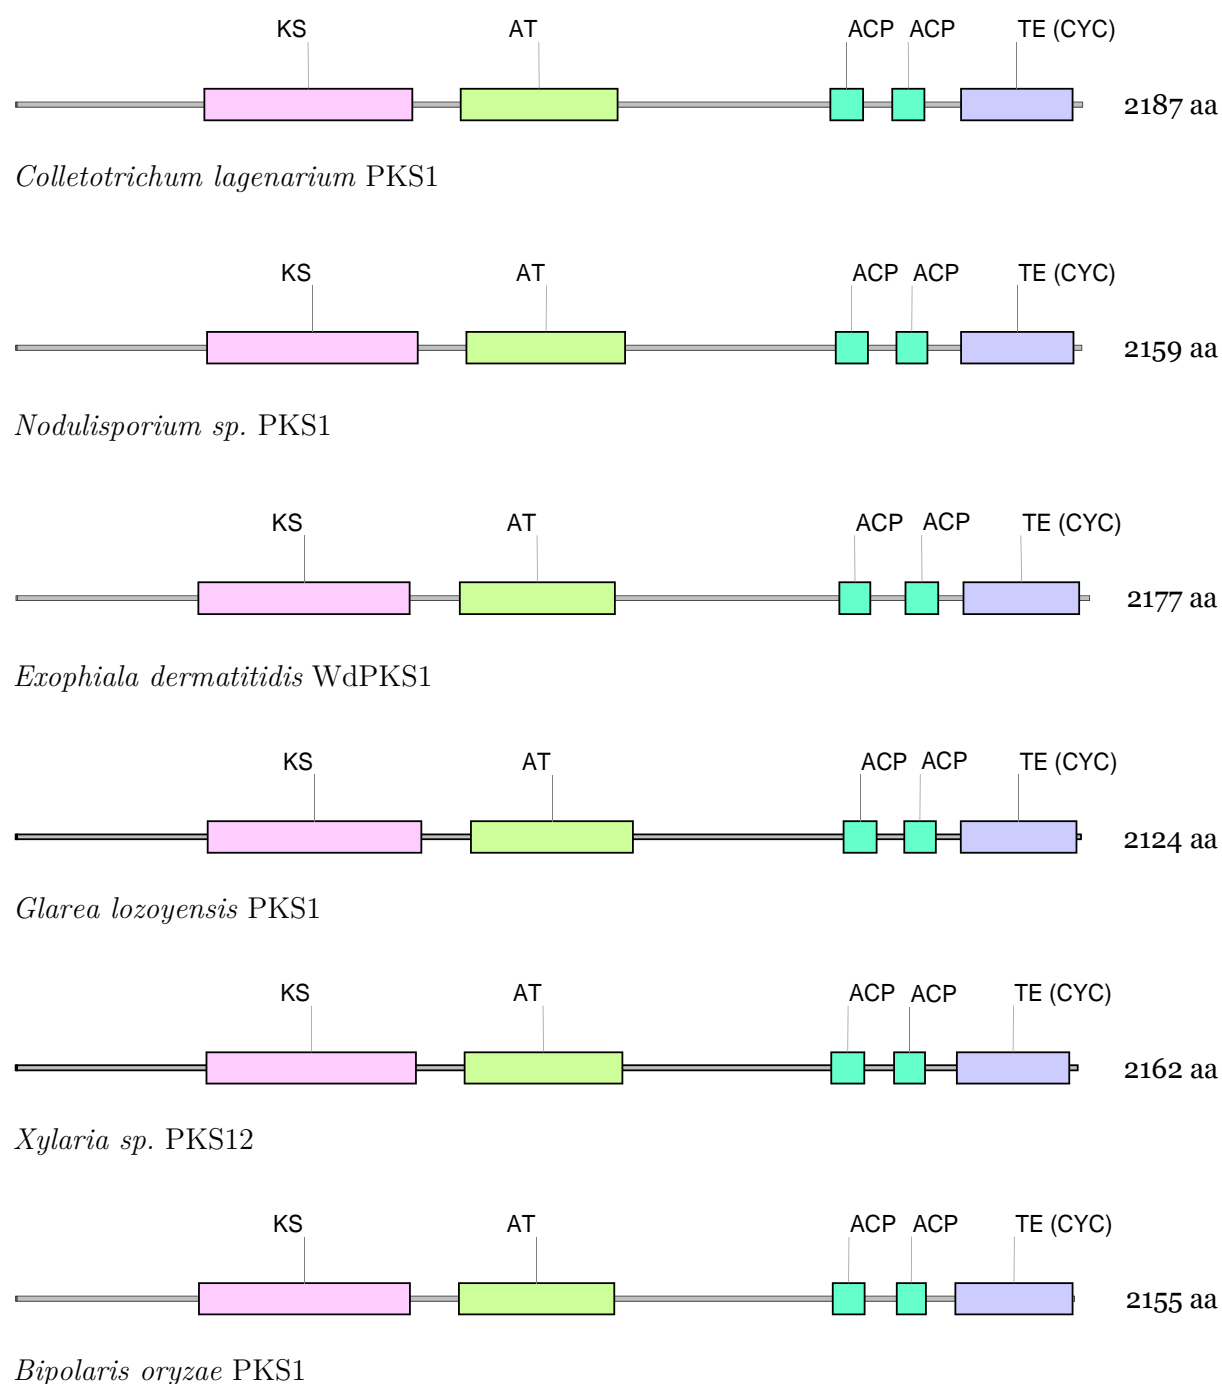 KS AT ACP ACP TE (CYC)
2187 aa
Colletotrichum lagenarium PKS1
KS AT ACP ACP TE (CYC)
2159 aa
Nodulisporium sp. PKS1
KS AT ACP ACP TE (CYC)
2177 aa
Exophiala dermatitidis WdPKS1
KS AT ACP ACP TE (CYC)
2124 aa
Glarea lozoyensis PKS1
KS AT ACP ACP TE (CYC)
2162 aa
Xylaria sp. PKS12
KS AT ACP ACP TE (CYC)
2155 aa
Bipolaris oryzae PKS1